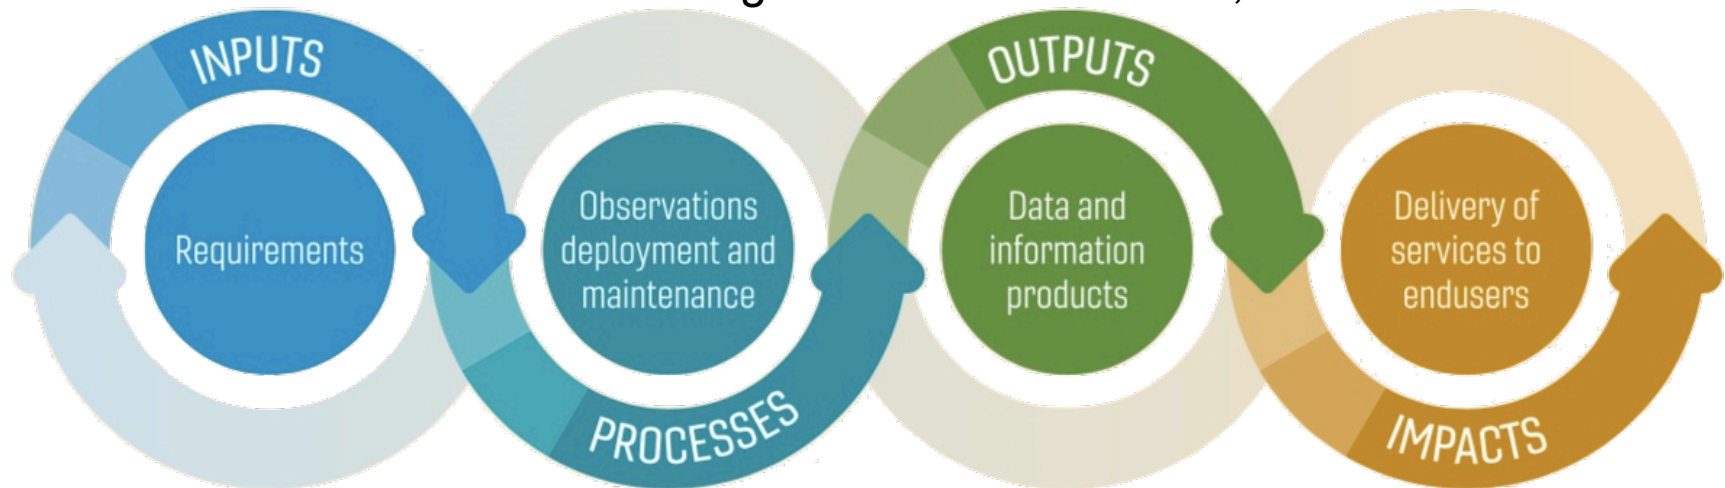 INPUTS
Requirements
Observations
deployment and
maintenance
PROCESSES
OUTPUTS
Data and
information
products
Delivery of
services to
endusers
IMPACTS